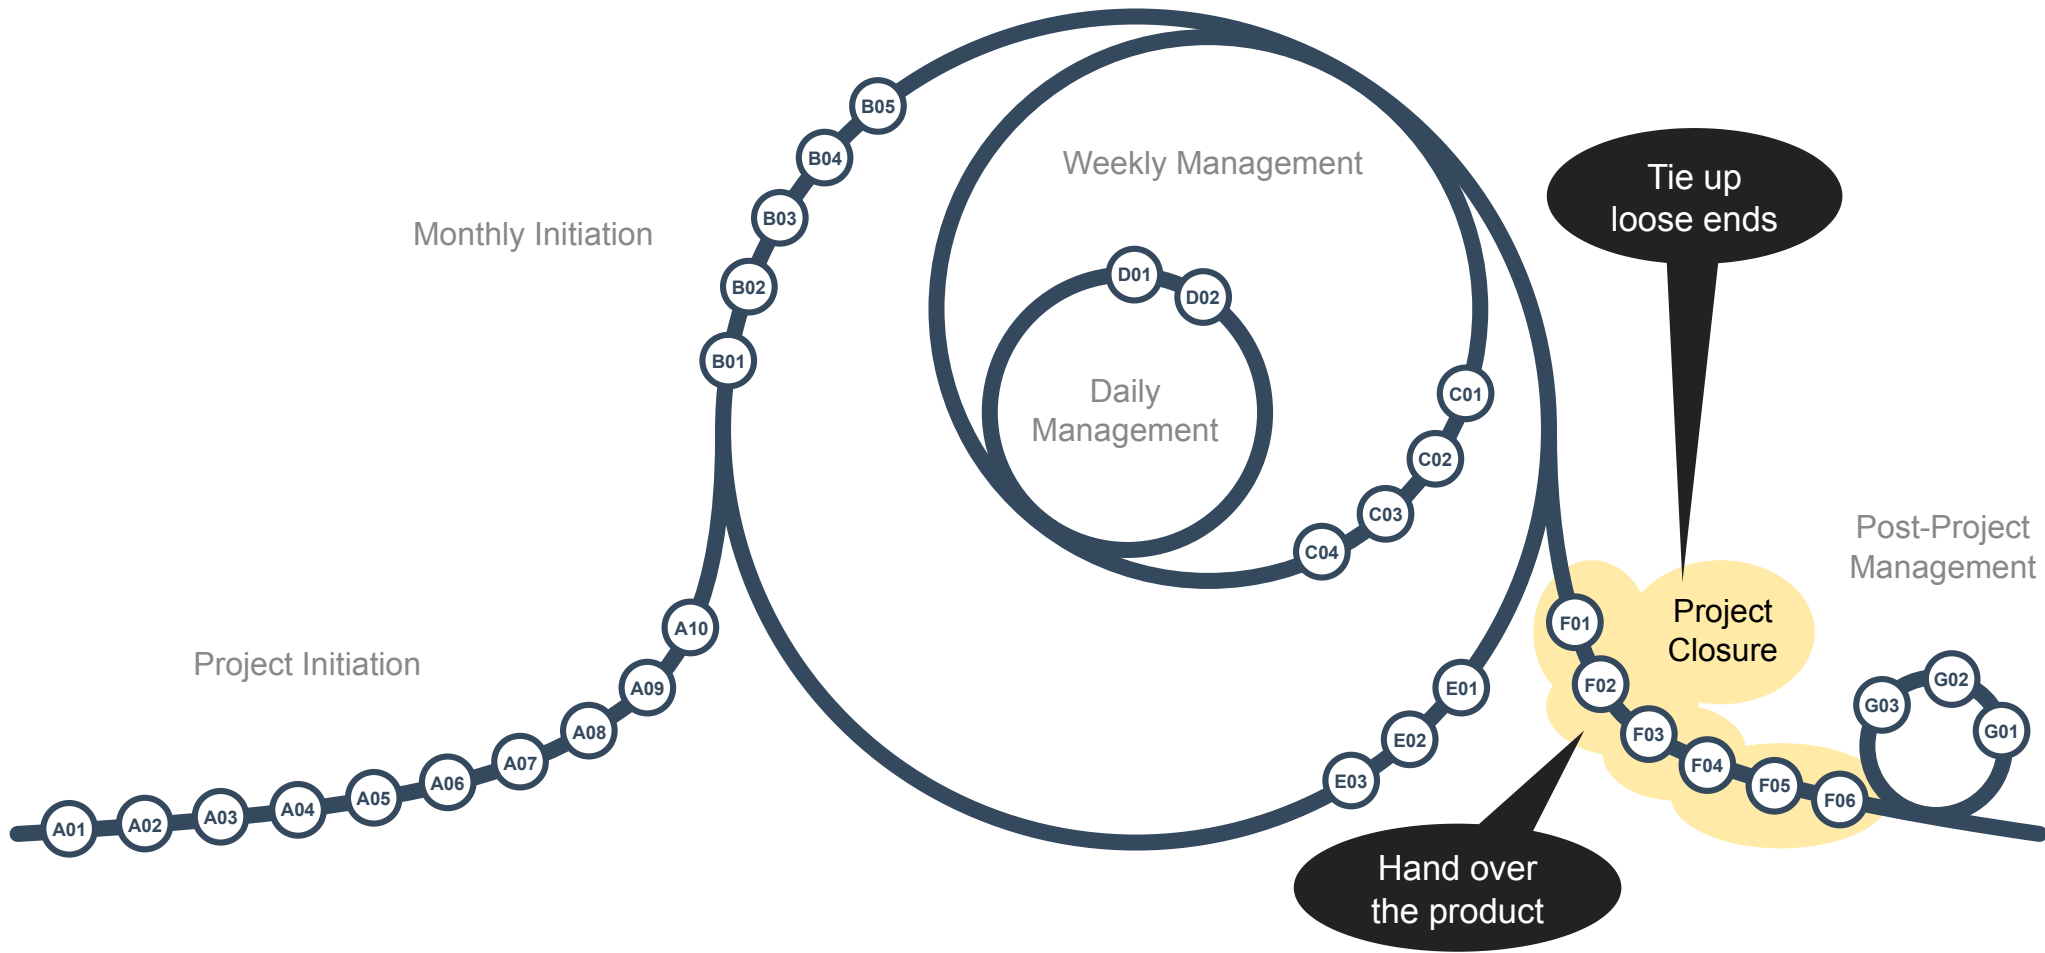 B05
B04
B03
B02
B01
Monthly Initiation
Weekly Management
Tie up
loose ends
D01
D02
Daily
Management
C01
C02
C03
C04
Project Initiation
A01
A02
A03
A04
A05
A06
A07
A08
A09
A10
E01
E02
E03
F01
F02
F03
F04
F05
F06
Project
Closure
Hand over
the product
Post-Project
Management
G03
G02
G01